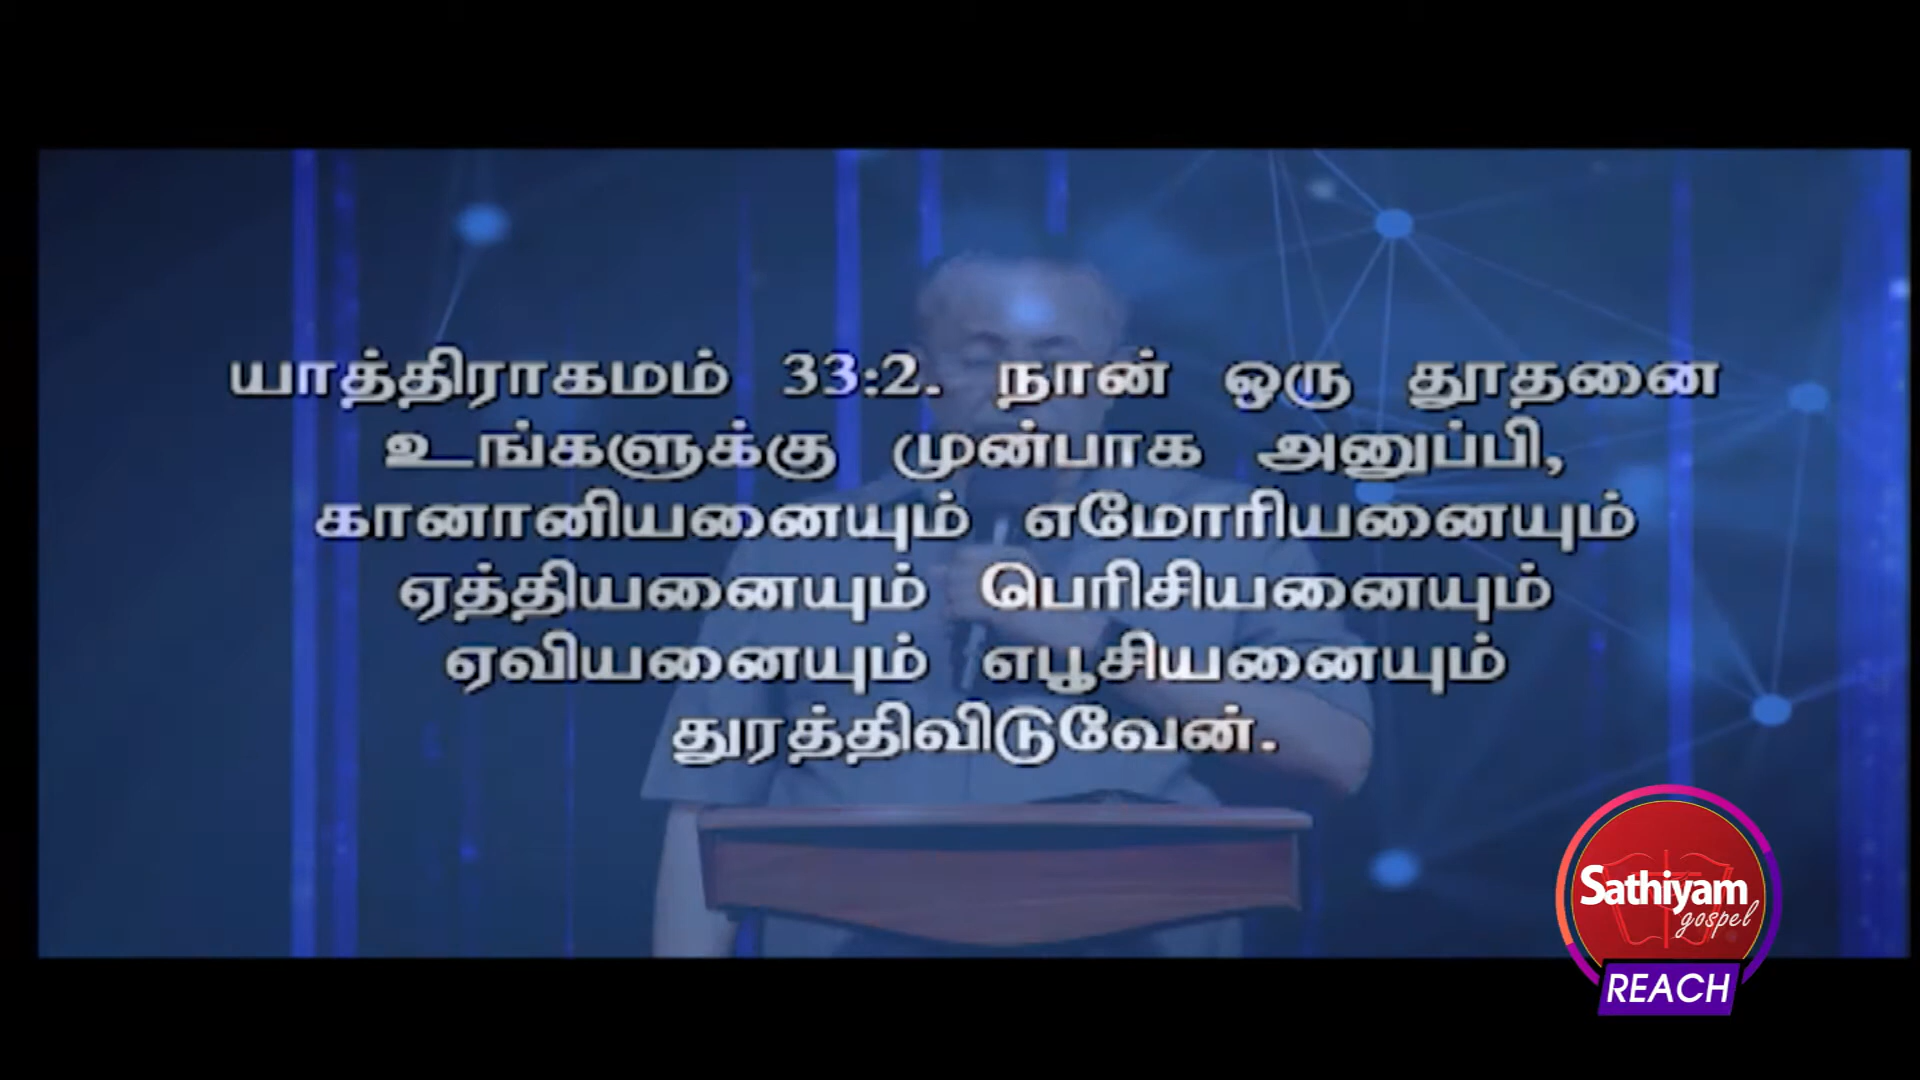 யாத்திராகமம் 33:2. நான் ஒரு தூதனை
உங்களுக்கு முன்பாக அனுப்பி,
கானானியனையும் எமோரியனையும்
ஏத்தியனையும் பெரிசியனையும்
ஏவியனையும் எபூசியனையும்
துரத்திவிடுவேன்.
Sathiyam
gospel
REACH